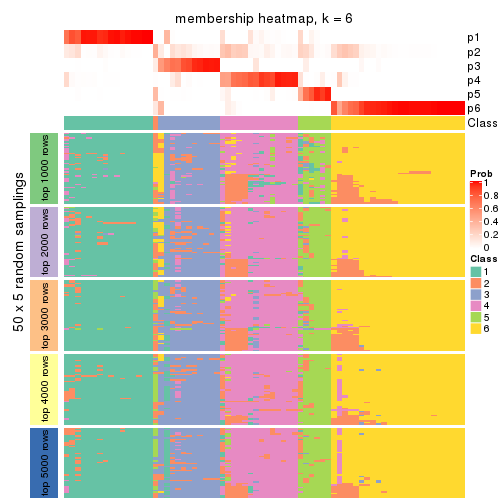 membership heatmap, k = 6
p1
p2
p3
p4
p5
p6
Class
50 x 5 random samplings
top 1000 rows
top 2000 rows
top 3000 rows
top 4000 rows
top 5000 rows
Prob
1
0.8
0.6
0.4
0.2
0
Class
1
2
3
4
5
6